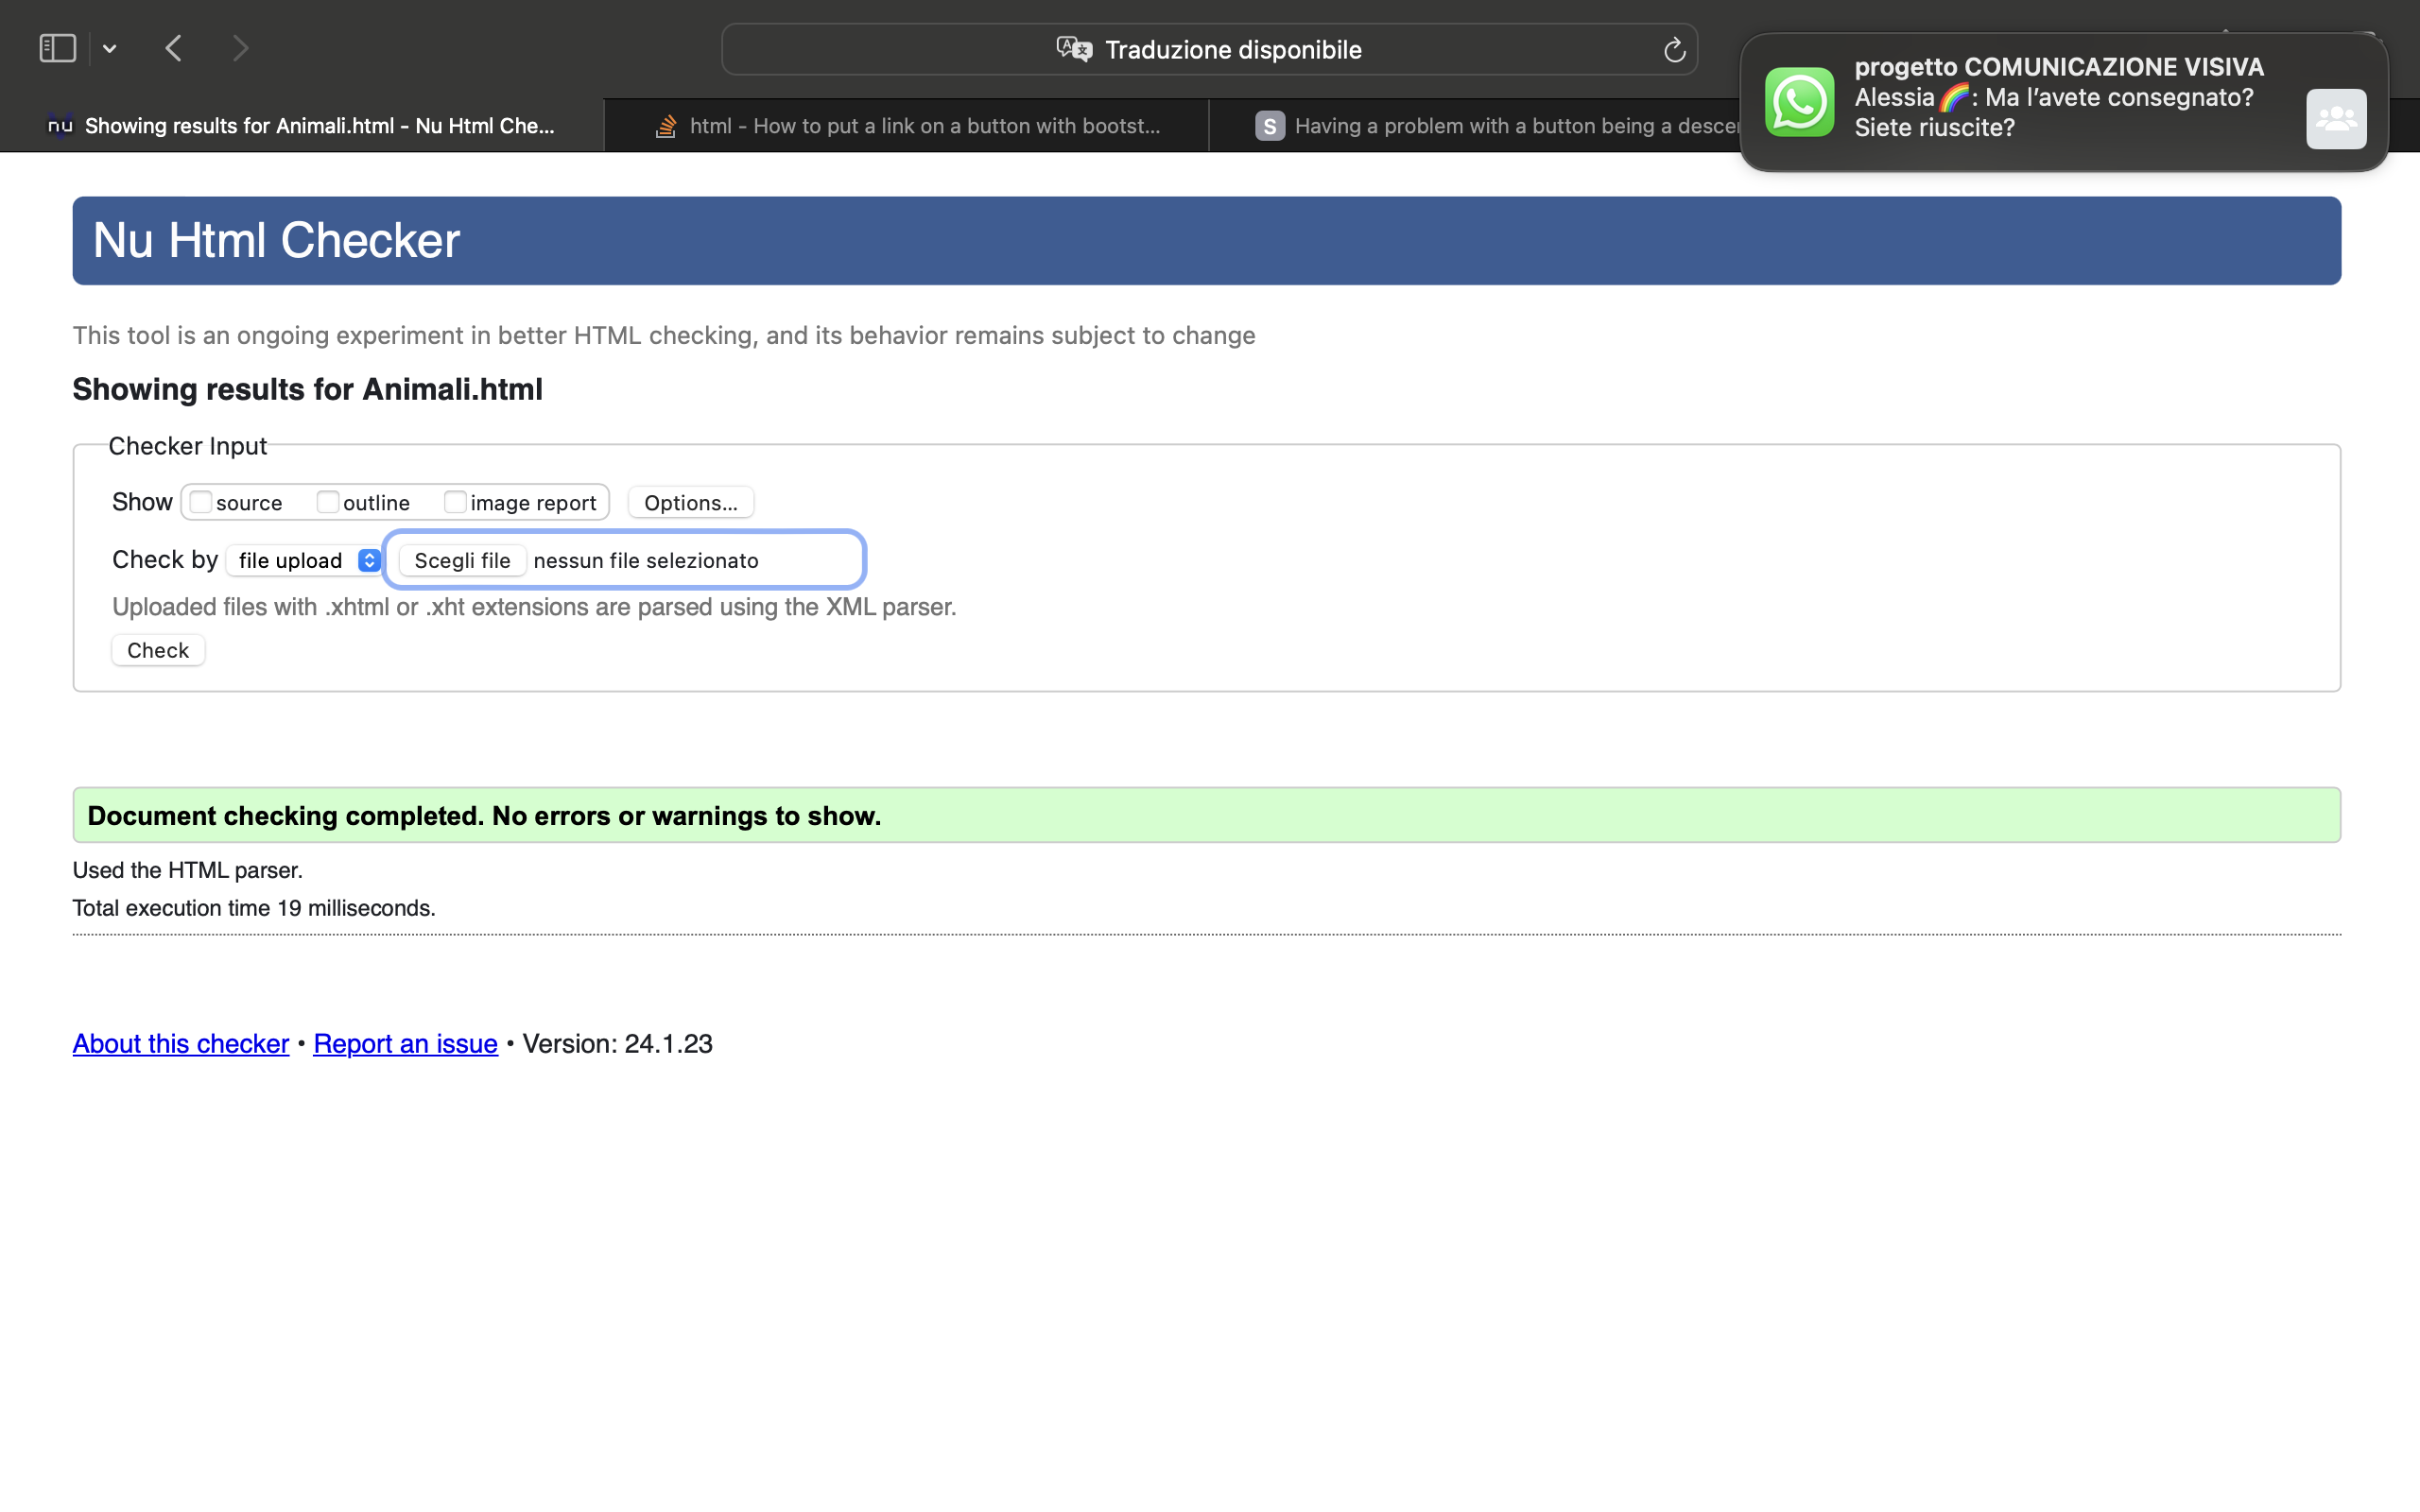 Traduzione disponibile
progetto COMUNICAZIONE VISIVA
Alessia🌈: Ma l’avete consegnato?
Siete riuscite?
nu Showing results for Animali.html - Nu Html Che...
html - How to put a link on a button with bootst...
S Having a problem with a button being a
Nu Html Checker
This tool is an ongoing experiment in better HTML checking, and its behavior remains subject to change
Showing results for Animali.html
Checker Input
Show source outline image report Options...
Check by file upload Scegli file nessun file selezionato
Uploaded files with .xhtml or .xht extensions are parsed using the XML parser.
Check
Document checking completed. No errors or warnings to show.
Used the HTML parser.
Total execution time 19 milliseconds.
About this checker • Report an issue • Version: 24.1.23